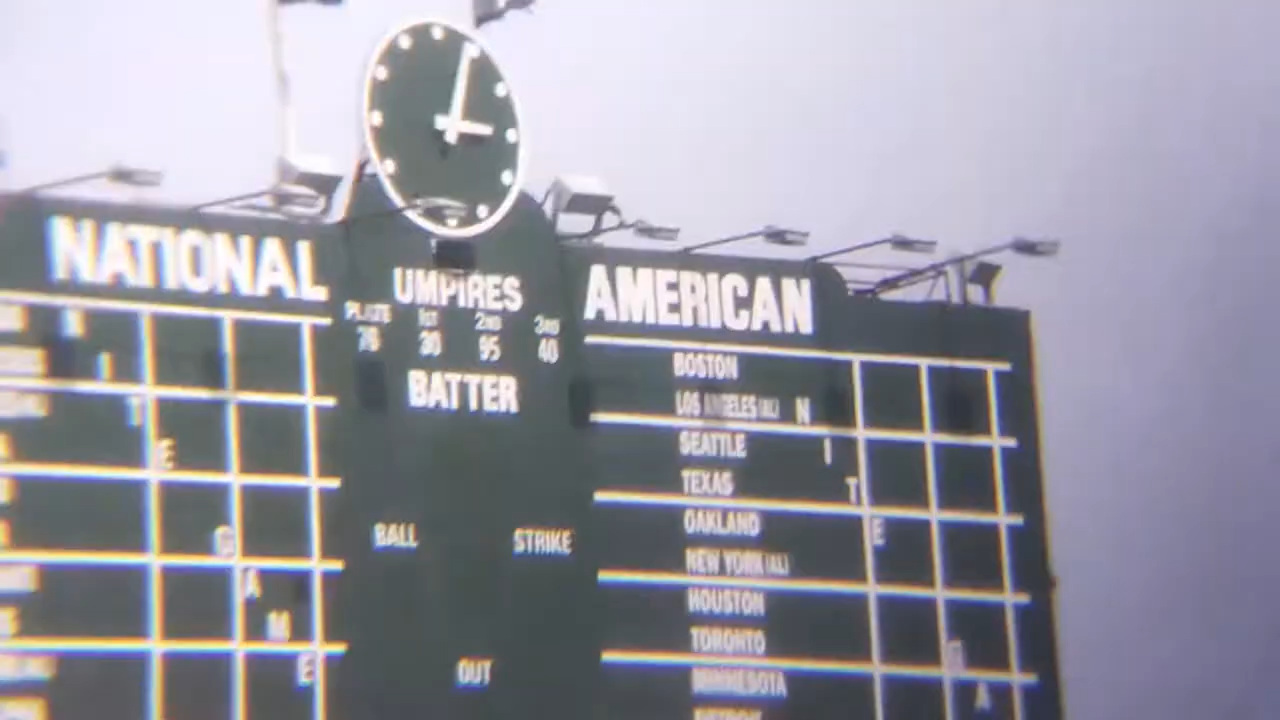 NATIONAL
UMPIRES
PLATE 1ST 2ND 3RD
30 95 40
BATTER
BALL STRIKE
OUT
N
I
T
E
G
A
M
E
AMERICAN
BOSTON
LOS ANGELES (AL) N
SEATTLE I
TEXAS T
OAKLAND E
NEW YORK (AL)
HOUSTON
TORONTO G
MINNESOTA A
DETROIT